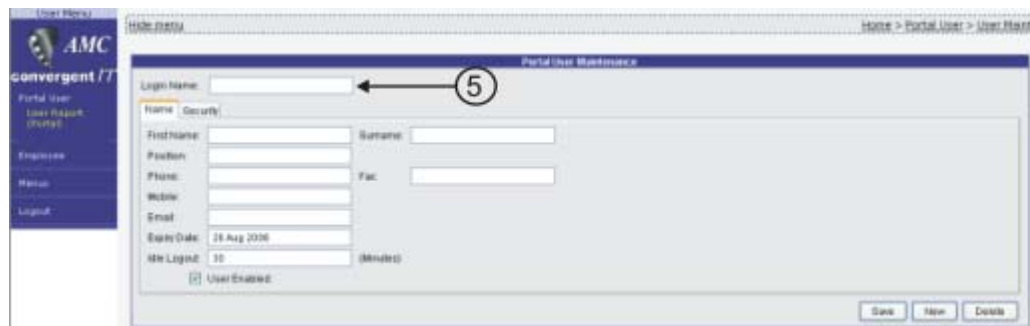 User Menu
Hide menu
Home > Portal User > User Maint
AMC
convergent IT
Portal User Maintenance
Login Name:
5
Portal User
User Report
(Portal)
Name Security
First Name:
Surname:
Employee
Position:
Phone:
Fax:
Menus
Mobile:
Logout
Email:
Expiry Date: 26 Aug 2006
Idle Logout: 30 (Minutes)
User Enabled
Save New Delete